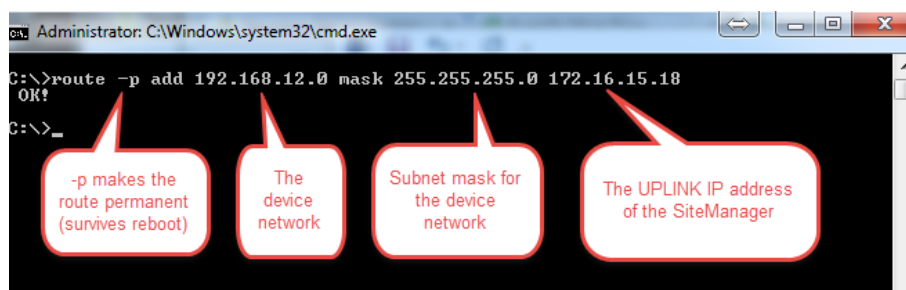 Administrator: C:\Windows\system32\cmd.exe
C:\>route -p add 192.168.12.0 mask 255.255.255.0 172.16.15.18
OK!
C:\>_
-p makes the
route permanent
(survives reboot)
The
device
network
Subnet mask for
the device
network
The UPLINK IP address
of the SiteManager